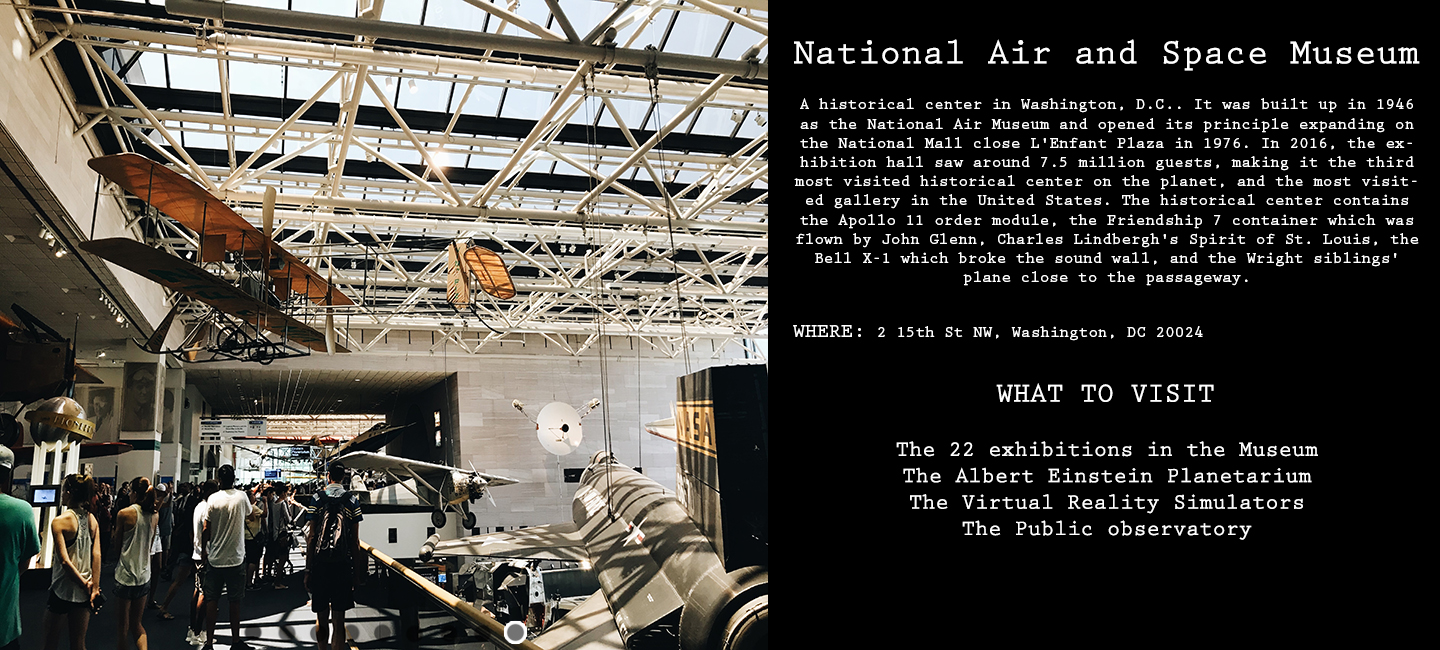 National Air and Space Museum
A historical center in Washington, D.C.. It was built up in 1946
as the National Air Museum and opened its principle expanding on
the National Mall close L'Enfant Plaza in 1976. In 2016, the ex-
hibition hall saw around 7.5 million guests, making it the third
most visited historical center on the planet, and the most visit-
ed gallery in the United States. The historical center contains
the Apollo 11 order module, the Friendship 7 container which was
flown by John Glenn, Charles Lindbergh's Spirit of St. Louis, the
Bell X-1 which broke the sound wall, and the Wright siblings'
plane close to the passageway.
WHERE: 2 15th St NW, Washington, DC 20024
WHAT TO VISIT
The 22 exhibitions in the Museum
The Albert Einstein Planetarium
The Virtual Reality Simulators
The Public observatory